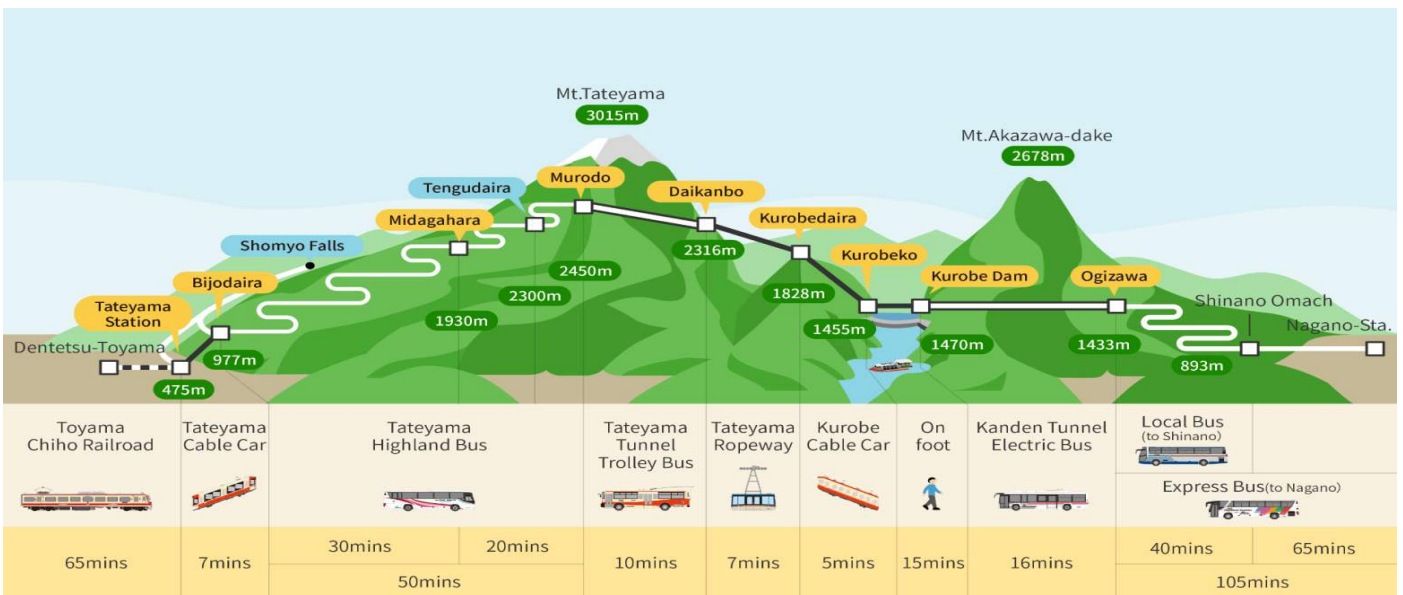 Mt.Tateyama
3015m
Mt.Akazawa-dake
2678m
Murodo
Tengudaira
Daikanbo
Midagahara
Kurobedaira
Shomyo Falls
Kurobeko
Bijodaira
Kurobe Dam
Ogizawa
2316m
2450m
2300m
1828m
Tateyama
Station
Shinano Omach
1930m
1455m
Nagano-Sta.
Dentetsu-Toyama
977m
1470m
1433m
893m
475m
Toyama
Chiho Railroad
Tateyama
Cable Car
Tateyama
Highland Bus
Tateyama
Tunnel
Trolley Bus
Tateyama
Ropeway
Kurobe
Cable Car
On
foot
Kanden Tunnel
Electric Bus
Local Bus
(to Shinano)
Express Bus(to Nagano)
65mins
7mins
30mins
20mins
50mins
10mins
7mins
5mins
15mins
16mins
40mins
65mins
105mins